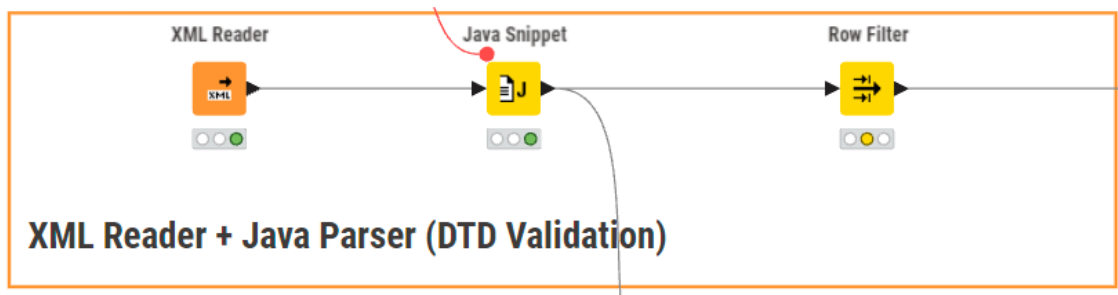 XML Reader
Java Snippet
Row Filter
XML
J
XML Reader + Java Parser (DTD Validation)